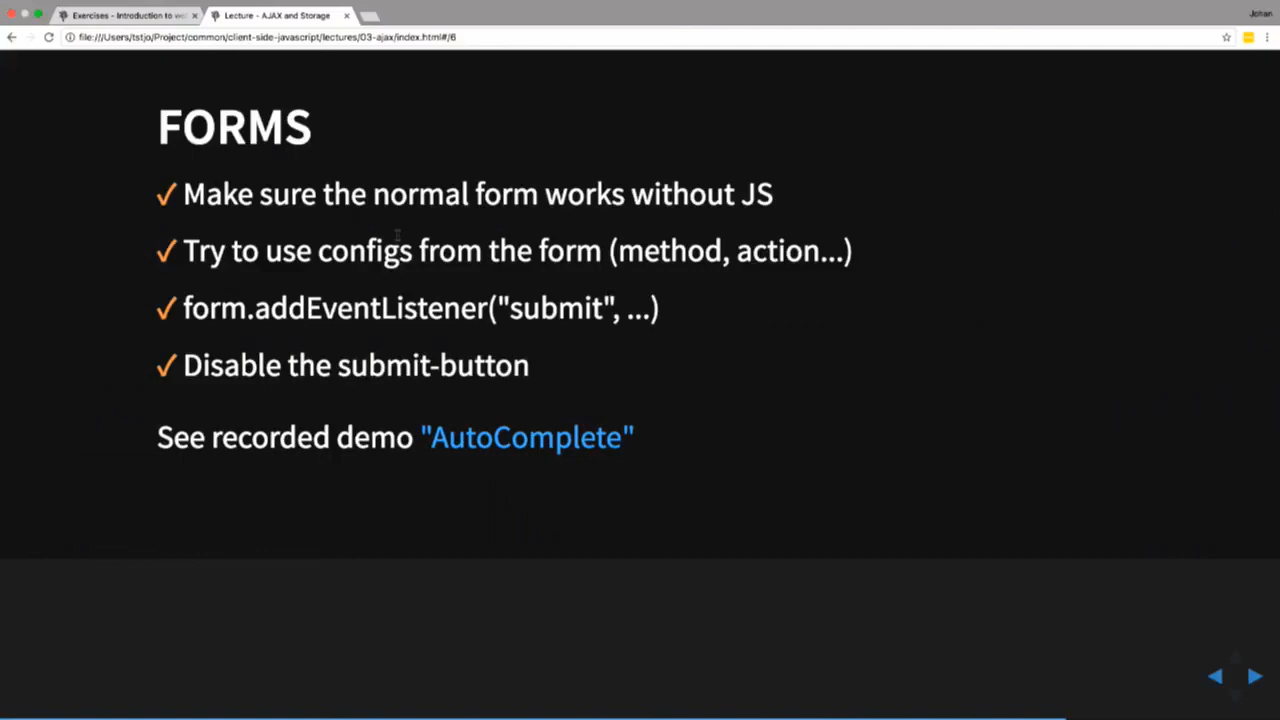 Exercises - Introduction to we
Lecture - AJAX and Storage
Johan
file:///Users/tstjo/Project/common/client-side-javascript/lectures/03-ajax/index.html#/6
FORMS
✓ Make sure the normal form works without JS
✓ Try to use configs from the form (method, action...)
✓ form.addEventListener("submit", ...)
✓ Disable the submit-button
See recorded demo "AutoComplete"